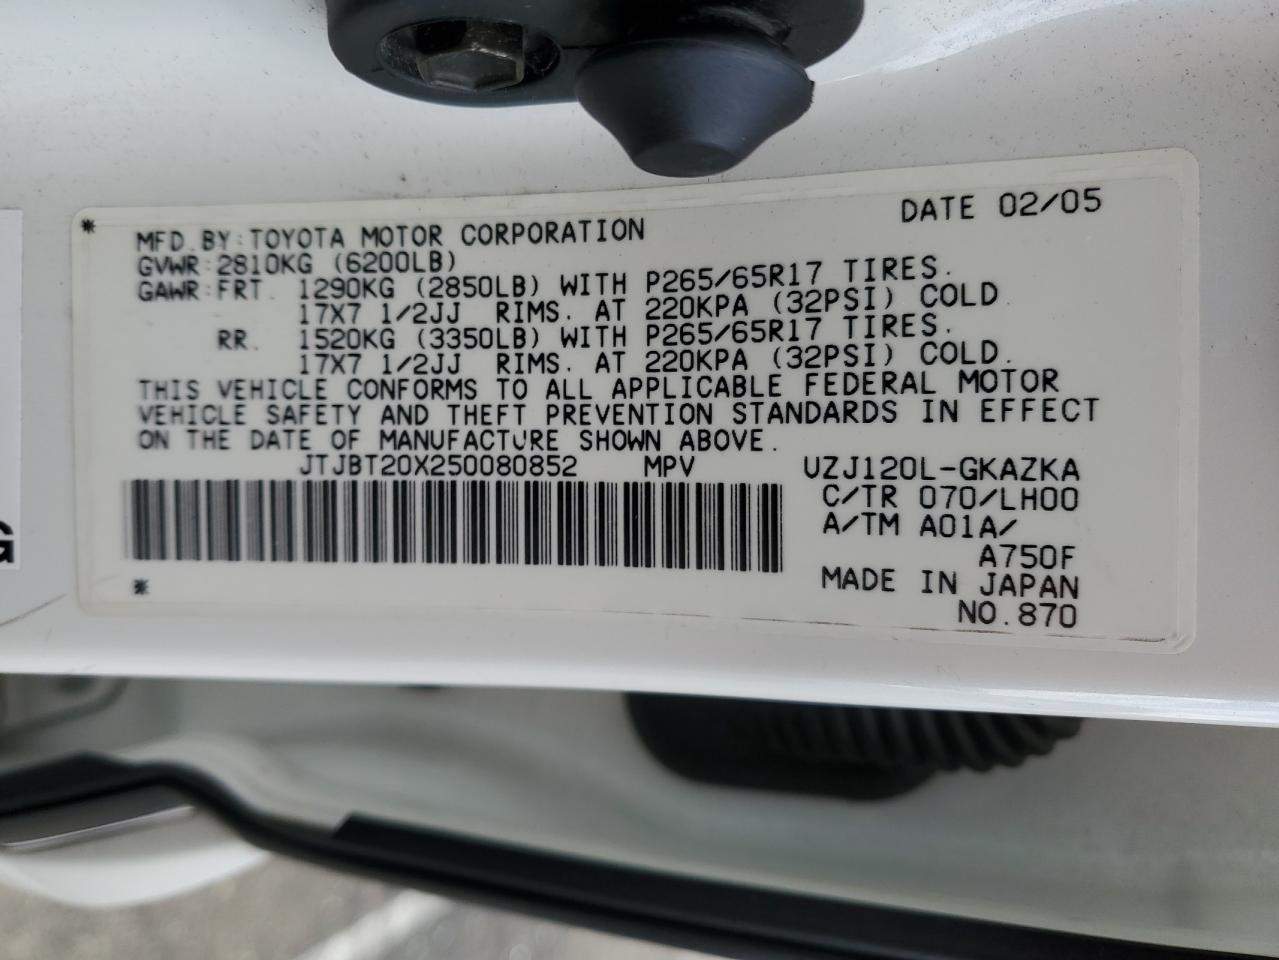 DATE 02/05
MFD. BY: TOYOTA MOTOR CORPORATION
GVWR: 2810KG (6200LB)
GAWR: FRT. 1290KG (2850LB) WITH P265/65R17 TIRES.
17X7 1/2JJ RIMS. AT 220KPA (32PSI) COLD.
RR. 1520KG (3350LB) WITH P265/65R17 TIRES.
17X7 1/2JJ RIMS. AT 220KPA (32PSI) COLD.
THIS VEHICLE CONFORMS TO ALL APPLICABLE FEDERAL MOTOR
VEHICLE SAFETY AND THEFT PREVENTION STANDARDS IN EFFECT
ON THE DATE OF MANUFACTURE SHOWN ABOVE.
JTJBT20X250080852 MPV UZJ120L-GKAZKA
C/TR 070/LH00
A/TM A01A/
A750F
MADE IN JAPAN
NO.870
G